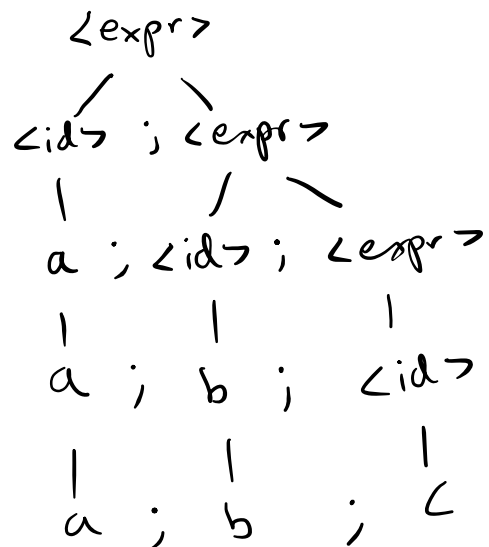 <expr>
<id> ; <expr>
a ; <id> ; <expr>
a ; b ; <id>
a ; b ; c